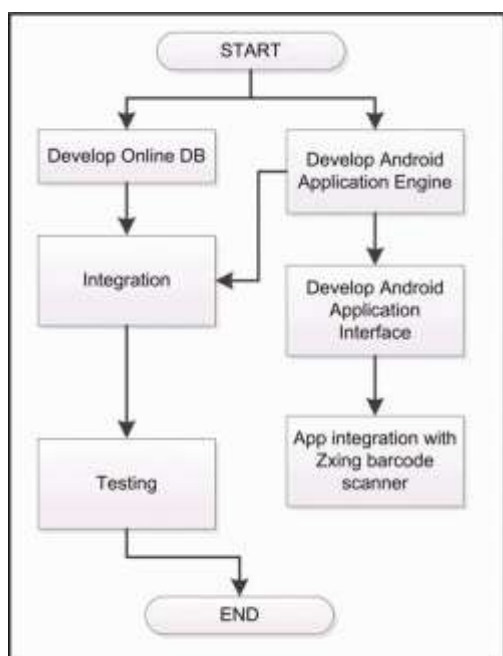 START
Develop Online DB
Develop Android
Application Engine
Integration
Develop Android
Application
Interface
App integration with
Zxing barcode
scanner
Testing
END